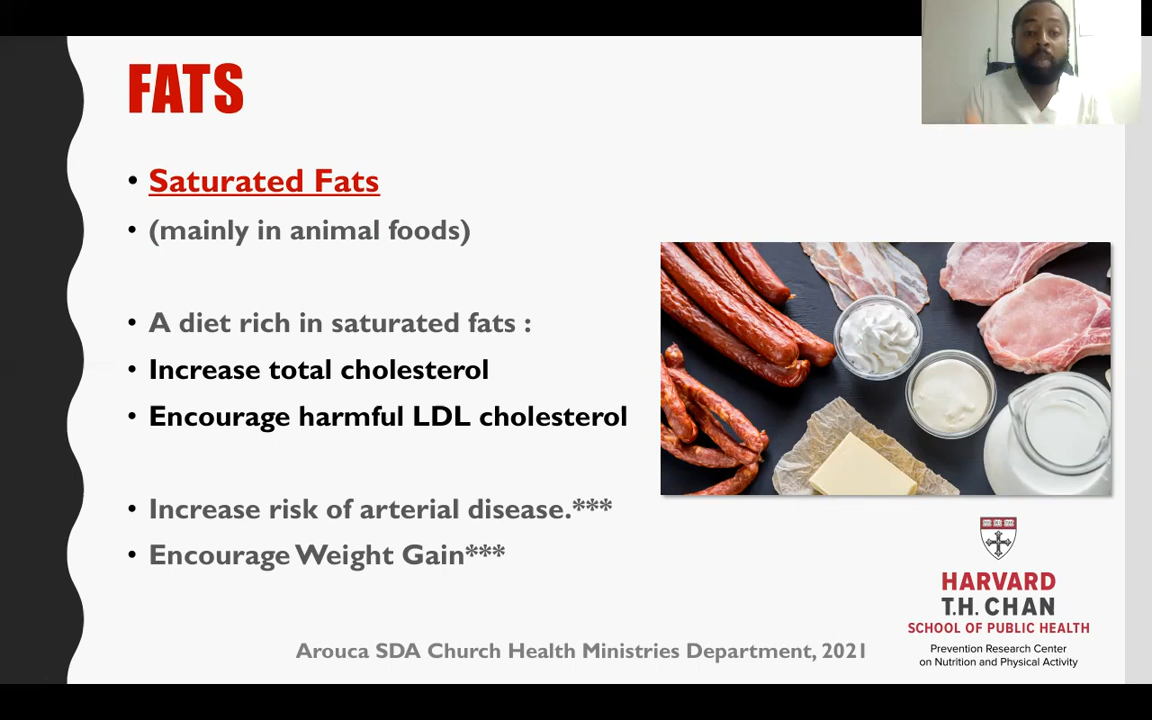 FATS
• Saturated Fats
• (mainly in animal foods)
• A diet rich in saturated fats :
• Increase total cholesterol
• Encourage harmful LDL cholesterol
• Increase risk of arterial disease.***
• Encourage Weight Gain***
HARVARD
T.H. CHAN
SCHOOL OF PUBLIC HEALTH
Prevention Research Center
on Nutrition and Physical Activity
Arouca SDA Church Health Ministries Department, 2021